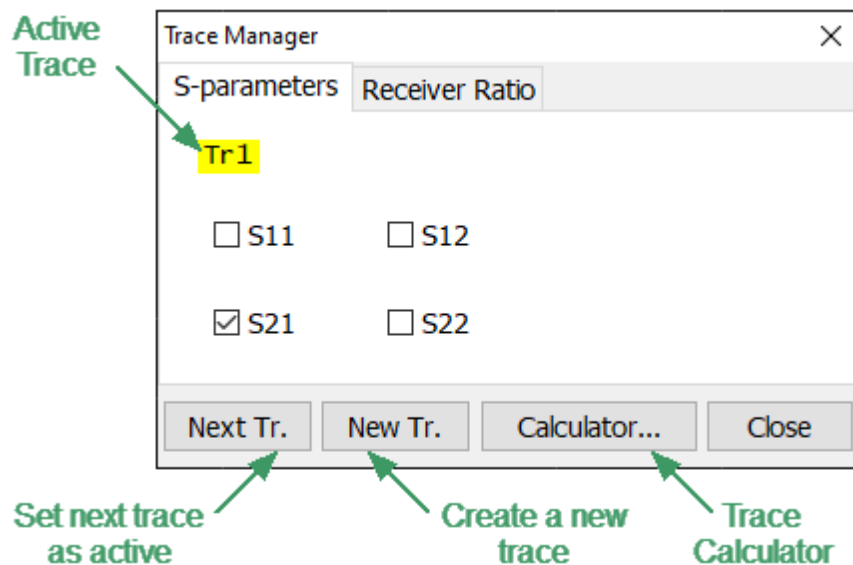 Active
Trace
Trace Manager
S-parameters Receiver Ratio
Tr1
S11 S12
S21 S22
Next Tr. New Tr. Calculator... Close
Set next trace
as active
Create a new
trace
Trace
Calculator